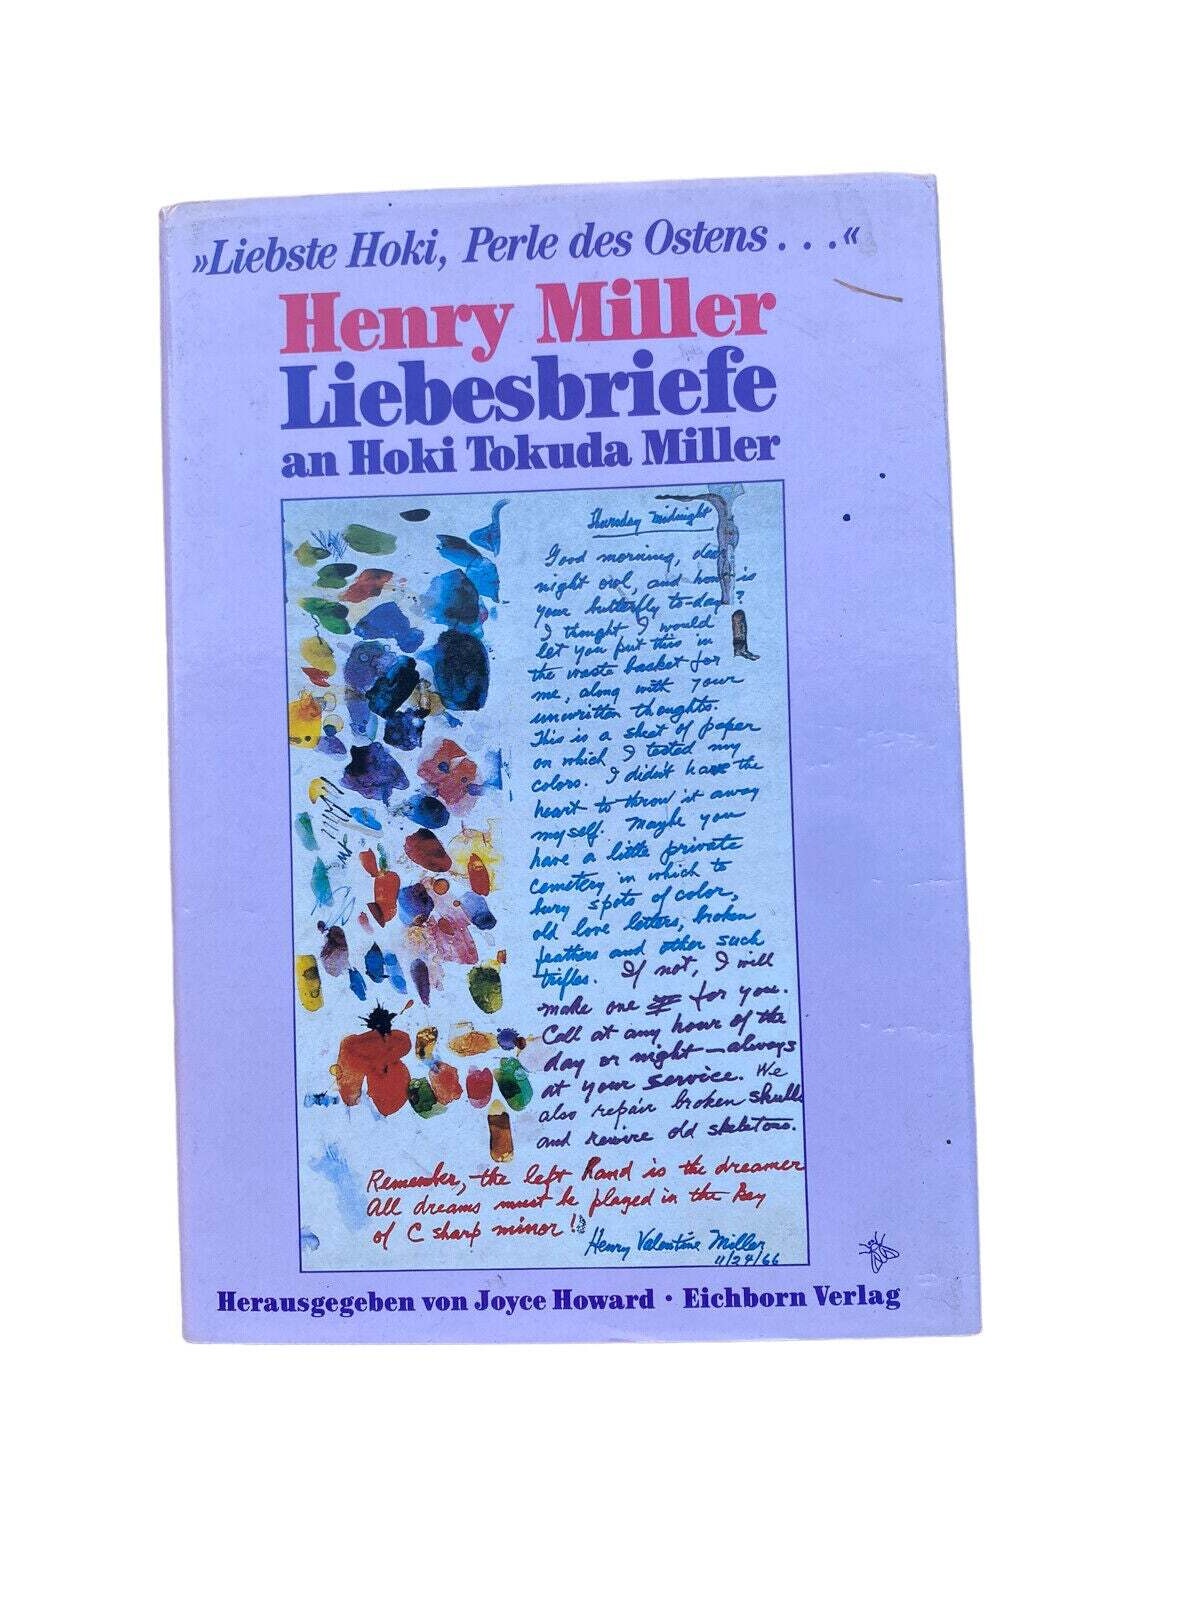 »Liebste Hoki, Perle des Ostens . . .«
Henry Miller
Liebesbriefe
an Hoki Tokuda Miller
Thursday midnight
Good morning, dear
night owl, and how is
your butterfly to-day?
I thought I would
let you put this in
the waste basket for
me, along with your
unwritten thoughts.
This is a sheet of paper
on which I tested my
colors. I didn't have the
heart to throw it away
myself. Maybe you
have a little private
cemetery in which to
bury spots of color,
old love letters, broken
feathers and other such
trifles. If not, I will
make one for you.
Call at any hour of the
day or night — always
at your service. We
also repair broken skulls
and rewire old skeletons.
Remember, the left hand is the dreamer
All dreams must be played in the key
of C sharp minor!
Henry Valentine Miller
11/24/66
Herausgegeben von Joyce Howard · Eichborn Verlag